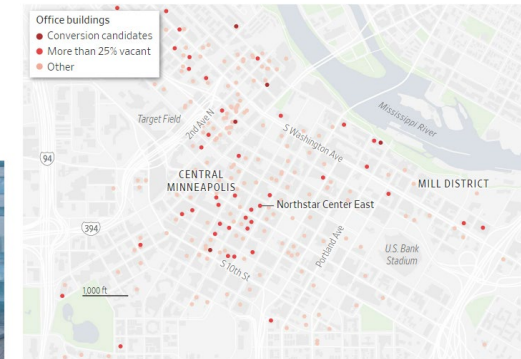 Office buildings
Conversion candidates
More than 25% vacant
Other
Target Field
2nd Ave N
Mississippi River
S Washington Ave
94
CENTRAL
MINNEAPOLIS
MILL DISTRICT
Northstar Center East
394
Portland Ave
U.S. Bank
Stadium
S 10th St
1,000 ft